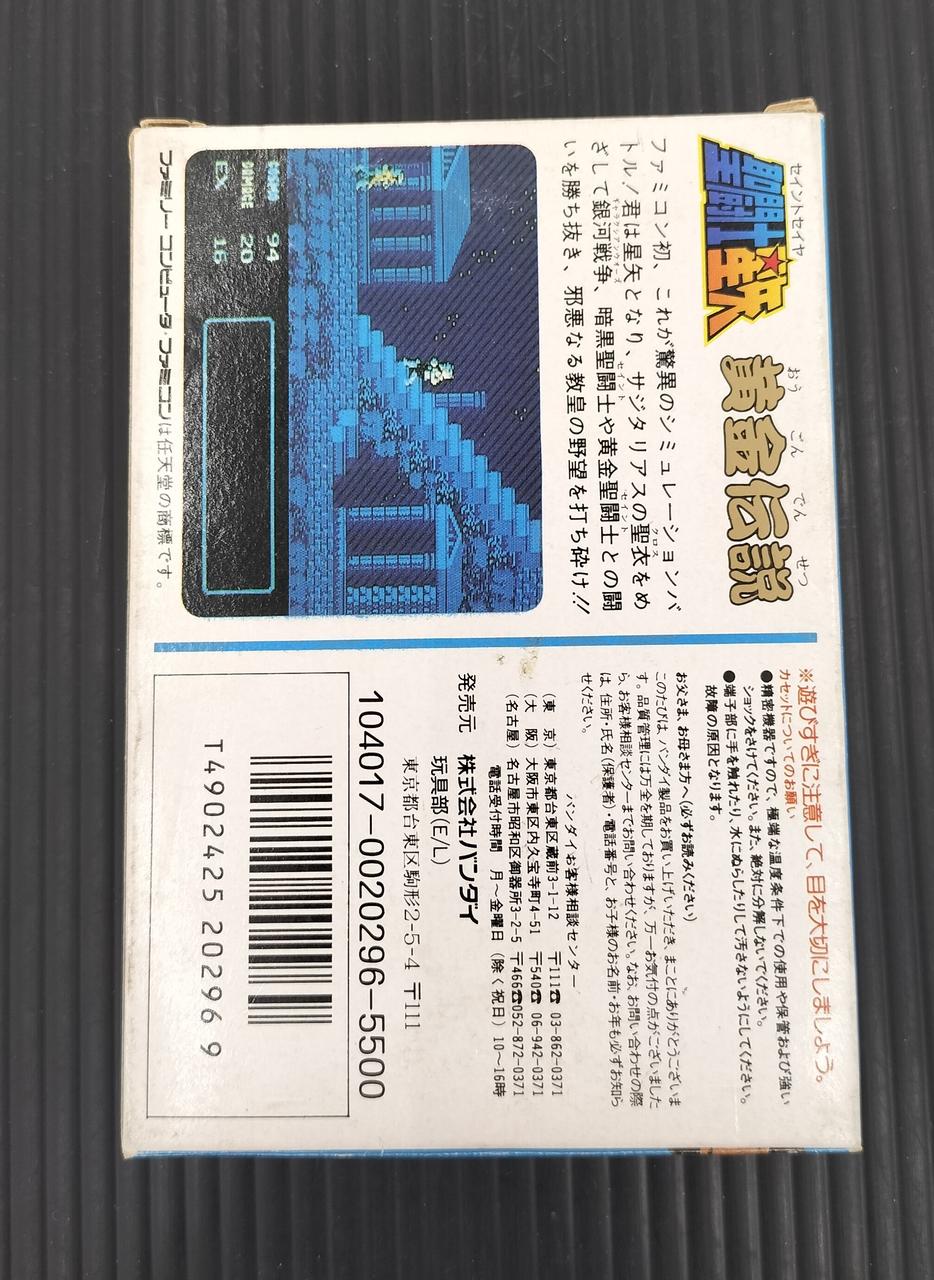 セイントセイヤ
聖闘士星矢
おうごんでんせつ
黄金伝説
ファミコン初、これが驚異のシミュレーションバ
トル!君は星矢となり、サジタリアスの聖衣をめ
ざして銀河戦争、暗黒聖闘士や黄金聖闘士との闘
いを勝ち抜き、邪悪なる教皇の野望を打ち砕け!!
94
20
EX 16
ファミリーコンピュータ・ファミコンは任天堂の商標です。
※遊びすぎに注意して、目を大切にしましょう。
カセットについてのお願い
●精密機器ですので、極端な温度条件下での使用や保管および強い
ショックをさけてください。また、絶対に分解しないでください。
●端子部に手を触れたり、水にぬらしたりして汚さないようにしてください。
故障の原因となります。
お父さま、お母さま方へ(必ずお読みください)
このたびは、バンダイ製品をお買い上げいただき、まことにありがとうございま
す。品質管理には万全を期しておりますが、万一お気付の点がございました
ら、お客様相談センターまでお問い合わせください。なお、お問い合わせの際
は、住所・氏名(保護者)・電話番号と、お子様のお名前・お年も必ずお知ら
せください。
バンダイお客様相談センター
(東 京) 東京都台東区蔵前3-1-12 〒111☎ 03-862-0371
(大 阪) 大阪市東区内久宝寺町4-51 〒540☎ 06-942-0371
(名古屋) 名古屋市昭和区御器所3-2-5 〒466☎052-872-0371
電話受付時間 月〜金曜日(除く祝日)10〜16時
発売元 株式会社バンダイ
玩具部(E/L)
東京都台東区駒形2-5-4 〒111
104017-0020296-5500
T4902425 20296 9